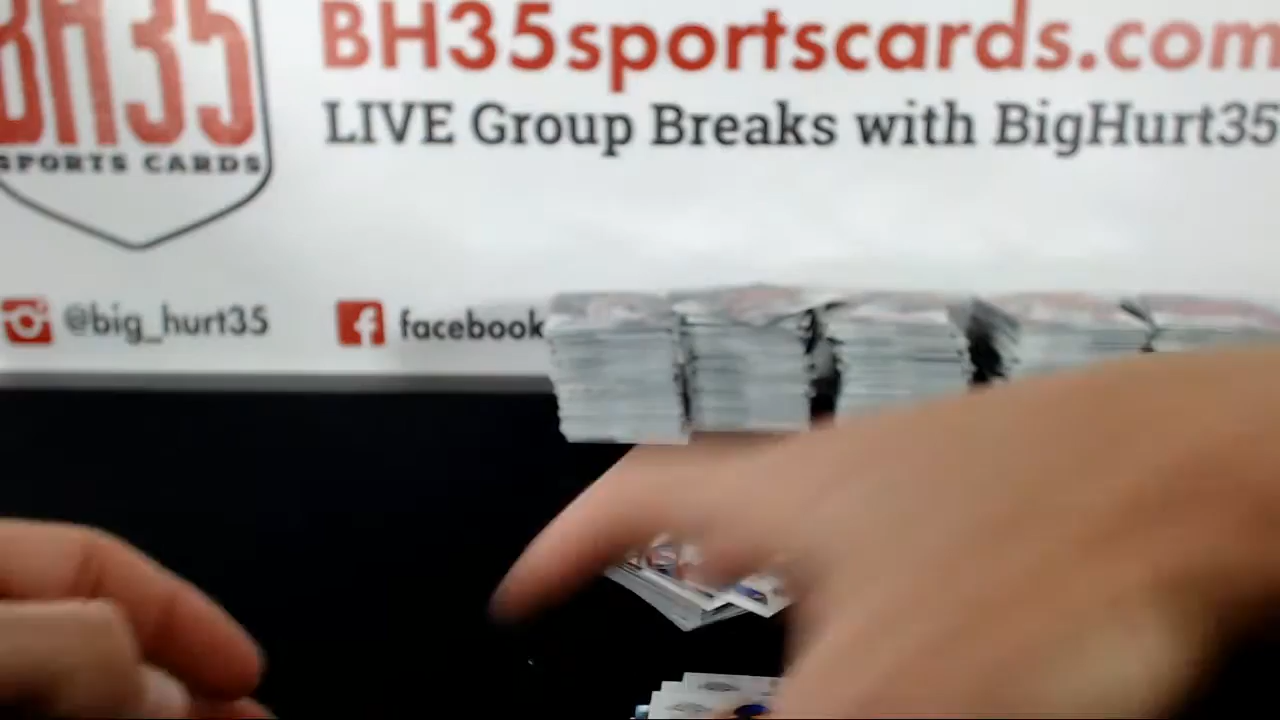 BH35
SPORTS CARDS
BH35sportscards.com
LIVE Group Breaks with BigHurt35
@big_hurt35
facebook